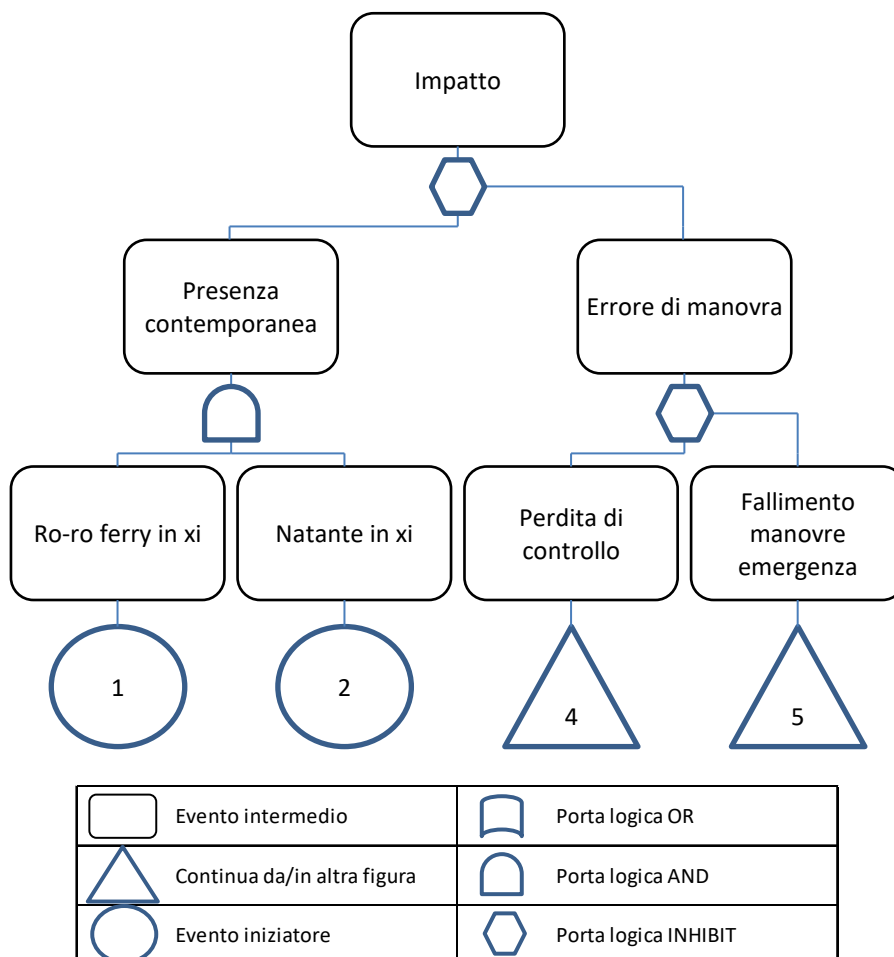 Impatto
Presenza
contemporanea
Errore di manovra
Ro-ro ferry in xi
Natante in xi
Perdita di
controllo
Fallimento
manovre
emergenza
1
2
4
5
Evento intermedio
Porta logica OR
Continua da/in altra figura
Porta logica AND
Evento iniziatore
Porta logica INHIBIT